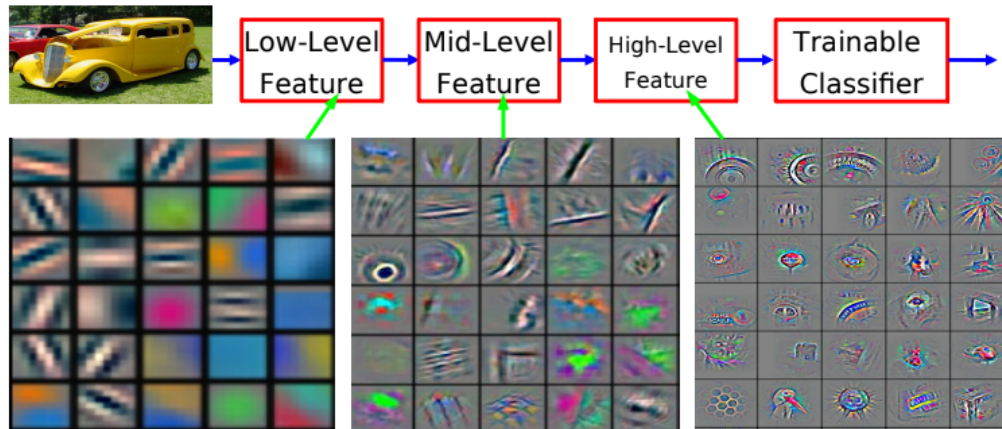 Low-Level
Feature
Mid-Level
Feature
High-Level
Feature
Trainable
Classifier